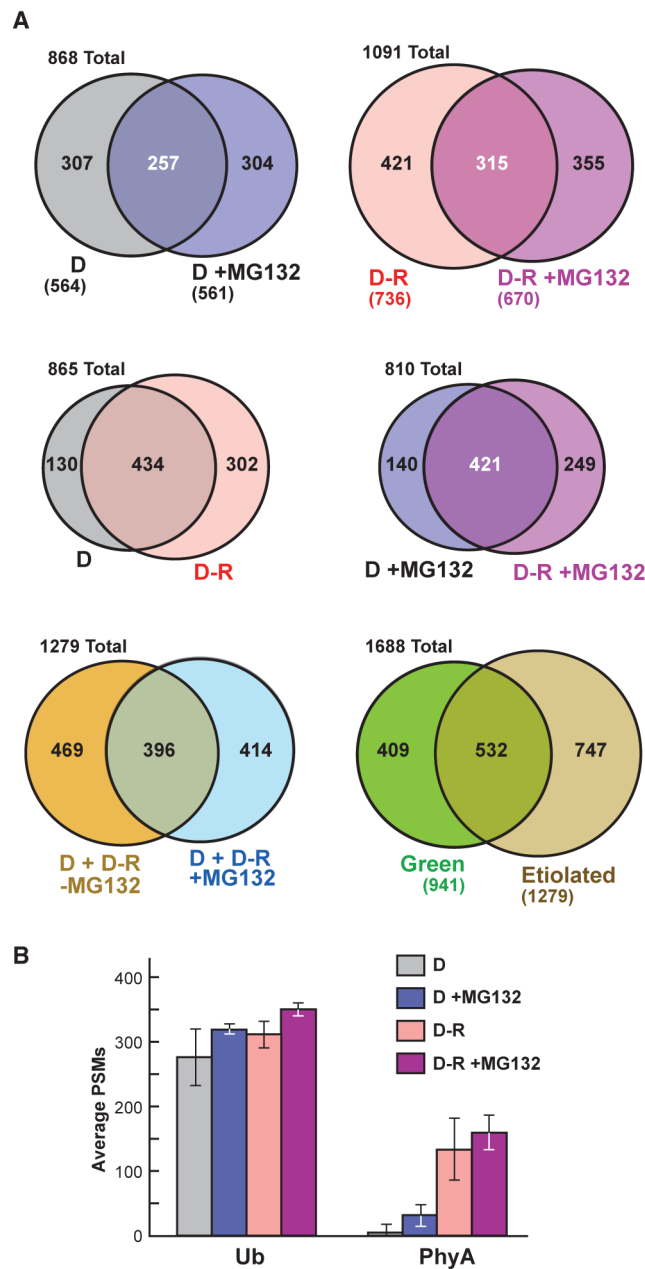 A
868 Total
307 257 304
D
(564)
D +MG132
(561)
1091 Total
421 315 355
D-R
(736)
D-R +MG132
(670)
865 Total
130 434 302
D
D-R
810 Total
140 421 249
D +MG132
D-R +MG132
1279 Total
469 396 414
D + D-R
-MG132
D + D-R
+MG132
1688 Total
409 532 747
Green
(941)
Etiolated
(1279)
B
Average PSMs
400
300
200
100
0
D
D +MG132
D-R
D-R +MG132
Ub
PhyA